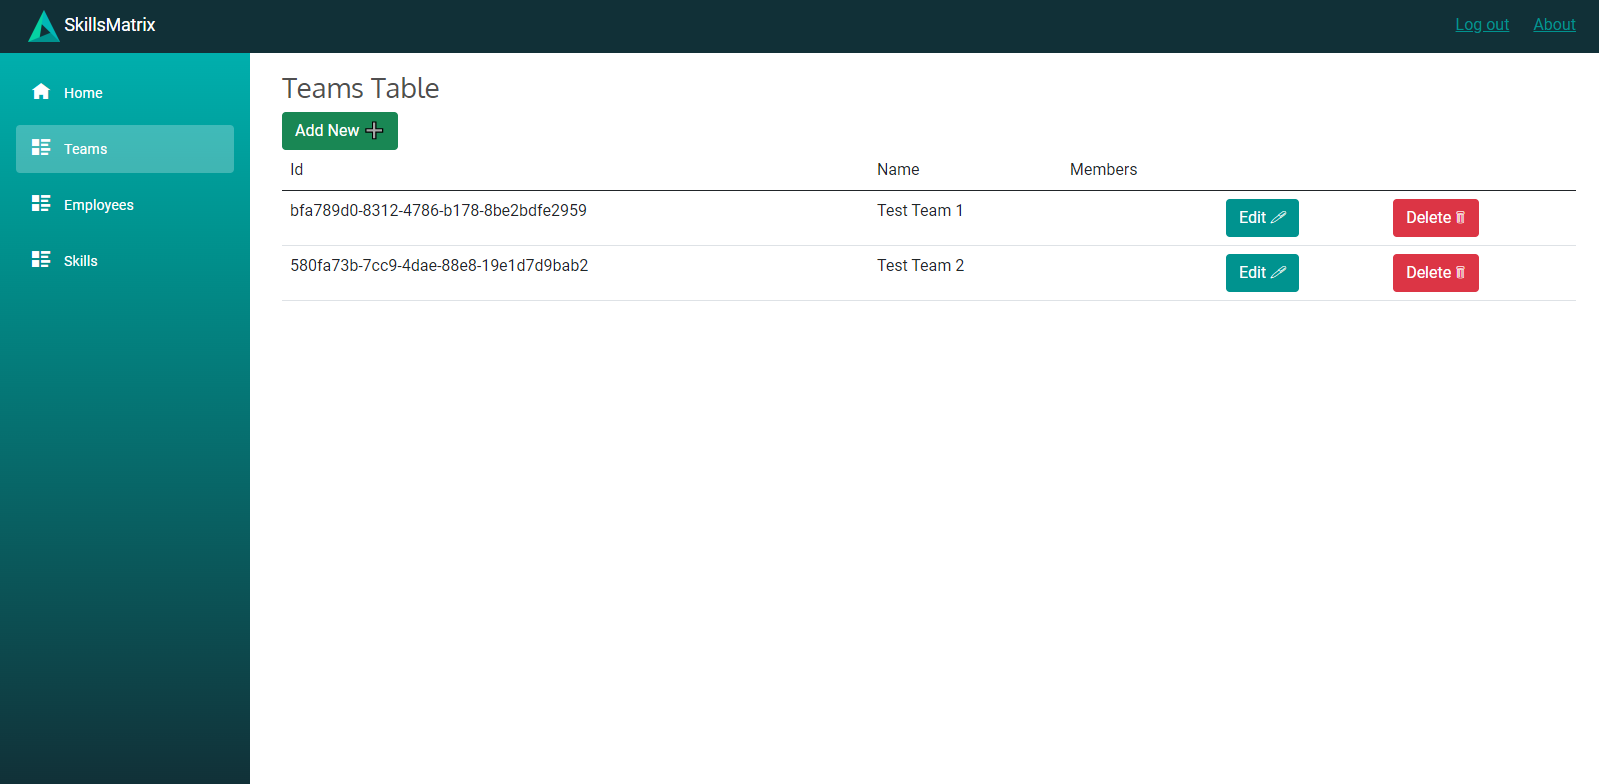 SkillsMatrix
Log out About
Home
Teams
Employees
Skills
Teams Table
Add New
Id Name Members
bfa789d0-8312-4786-b178-8be2bdfe2959 Test Team 1 Edit Delete
580fa73b-7cc9-4dae-88e8-19e1d7d9bab2 Test Team 2 Edit Delete